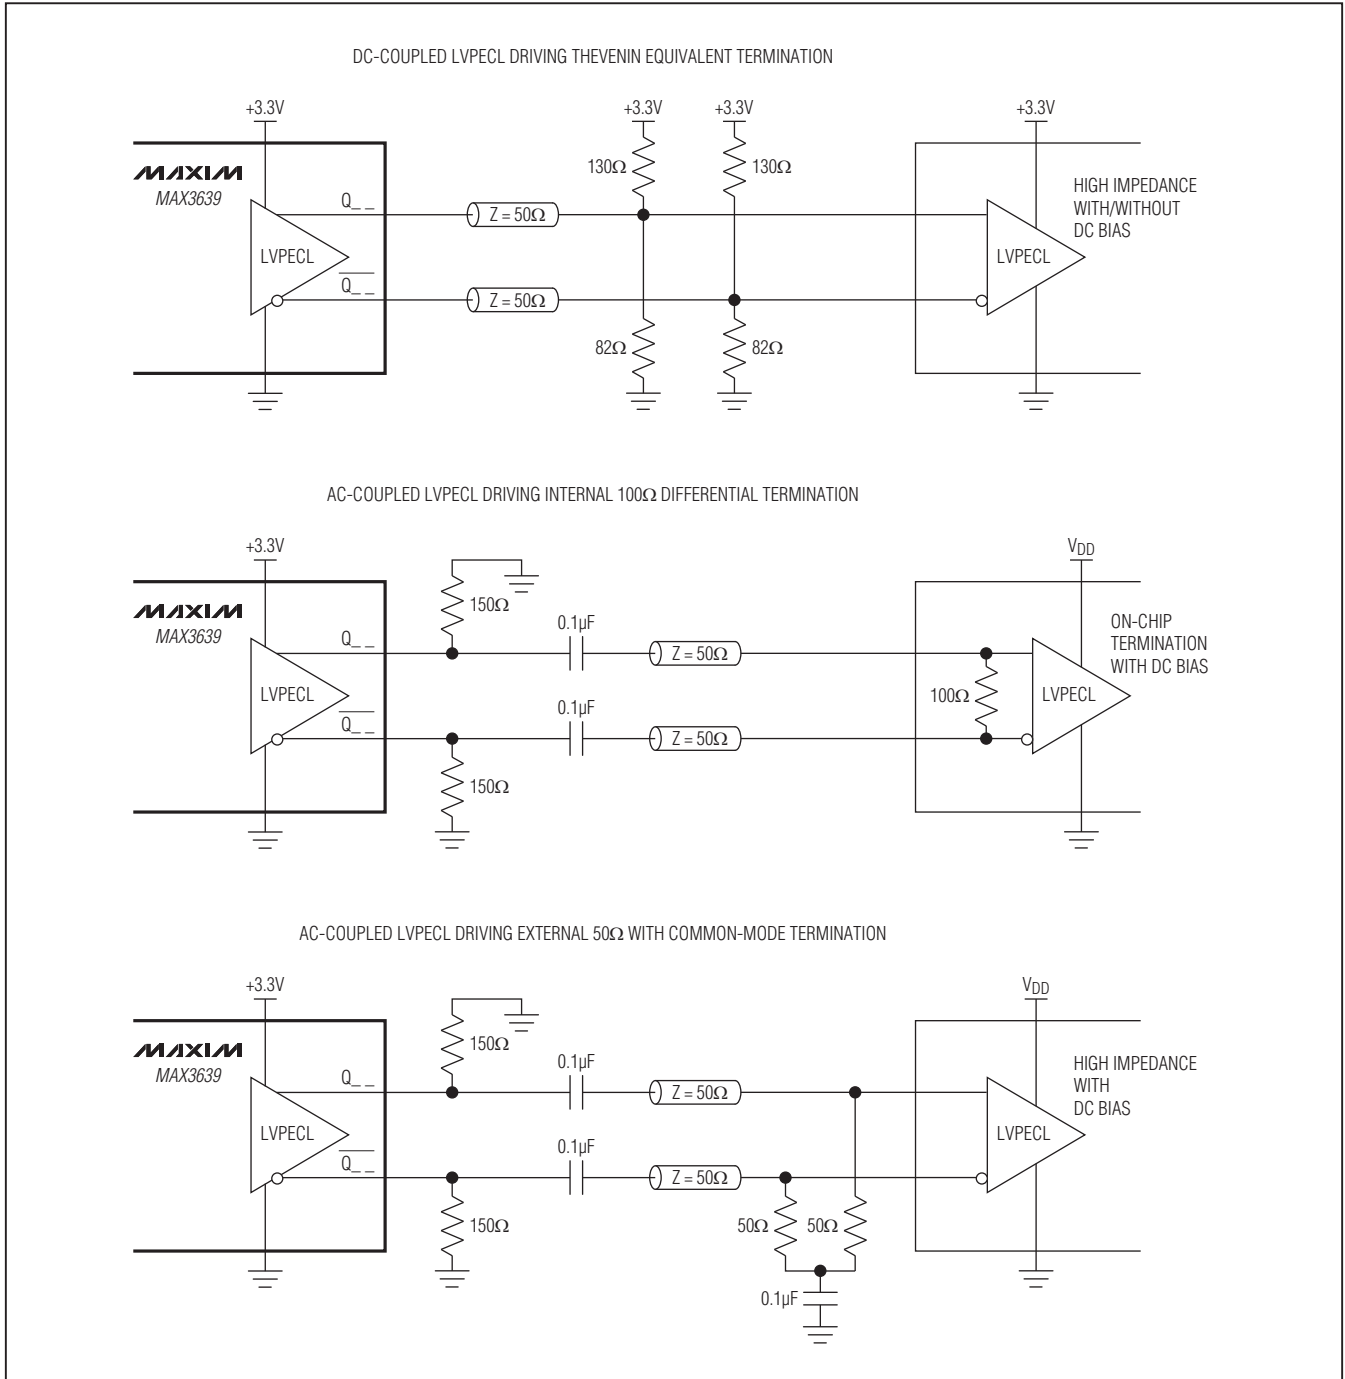 DC-COUPLED LVPECL DRIVING THEVENIN EQUIVALENT TERMINATION
+3.3V
+3.3V
+3.3V
+3.3V
MAXIM
MAX3639
130Ω
130Ω
HIGH IMPEDANCE
WITH/WITHOUT
DC BIAS
Q_ _
Z = 50Ω
LVPECL
LVPECL
Q_ _
Z = 50Ω
82Ω
82Ω
AC-COUPLED LVPECL DRIVING INTERNAL 100Ω DIFFERENTIAL TERMINATION
+3.3V
VDD
MAXIM
MAX3639
150Ω
0.1µF
ON-CHIP
TERMINATION
WITH DC BIAS
Q_ _
Z = 50Ω
LVPECL
100Ω
LVPECL
0.1µF
Q_ _
Z = 50Ω
150Ω
AC-COUPLED LVPECL DRIVING EXTERNAL 50Ω WITH COMMON-MODE TERMINATION
+3.3V
VDD
MAXIM
MAX3639
150Ω
0.1µF
HIGH IMPEDANCE
WITH
DC BIAS
Q_ _
Z = 50Ω
LVPECL
LVPECL
0.1µF
Q_ _
Z = 50Ω
150Ω
50Ω
50Ω
0.1µF